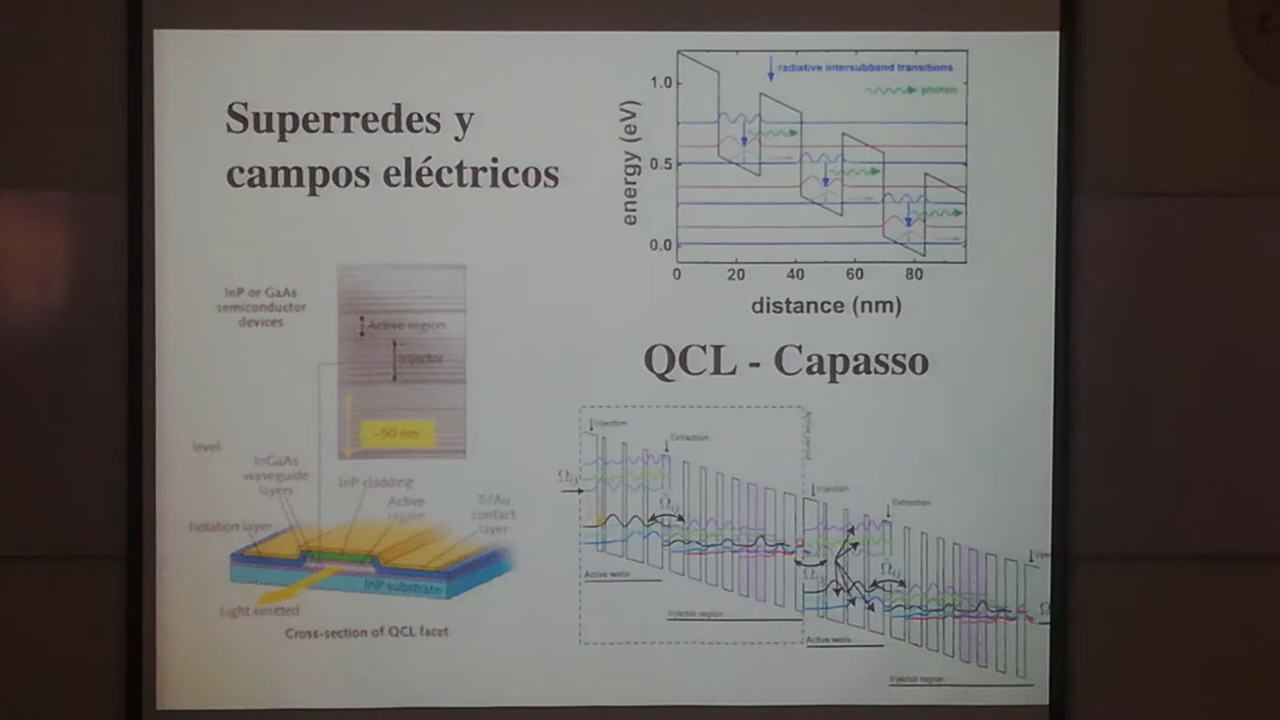 Superredes y
campos eléctricos
radiative intersubband transitions
photon
1.0
0.5
0.0
energy (eV)
0
20
40
60
80
distance (nm)
InP or GaAs
semiconductor
devices
Active region
Injector
~50 nm
level
InGaAs
waveguide
layers
InP cladding
Active
region
Ti/Au
contact
layer
Isolation layer
InP substrate
Light emitted
Cross-section of QCL facet
QCL - Capasso
Injection
Extraction
Active period
Injection
Extraction
Active wells
Injector region
Active wells
Injector region